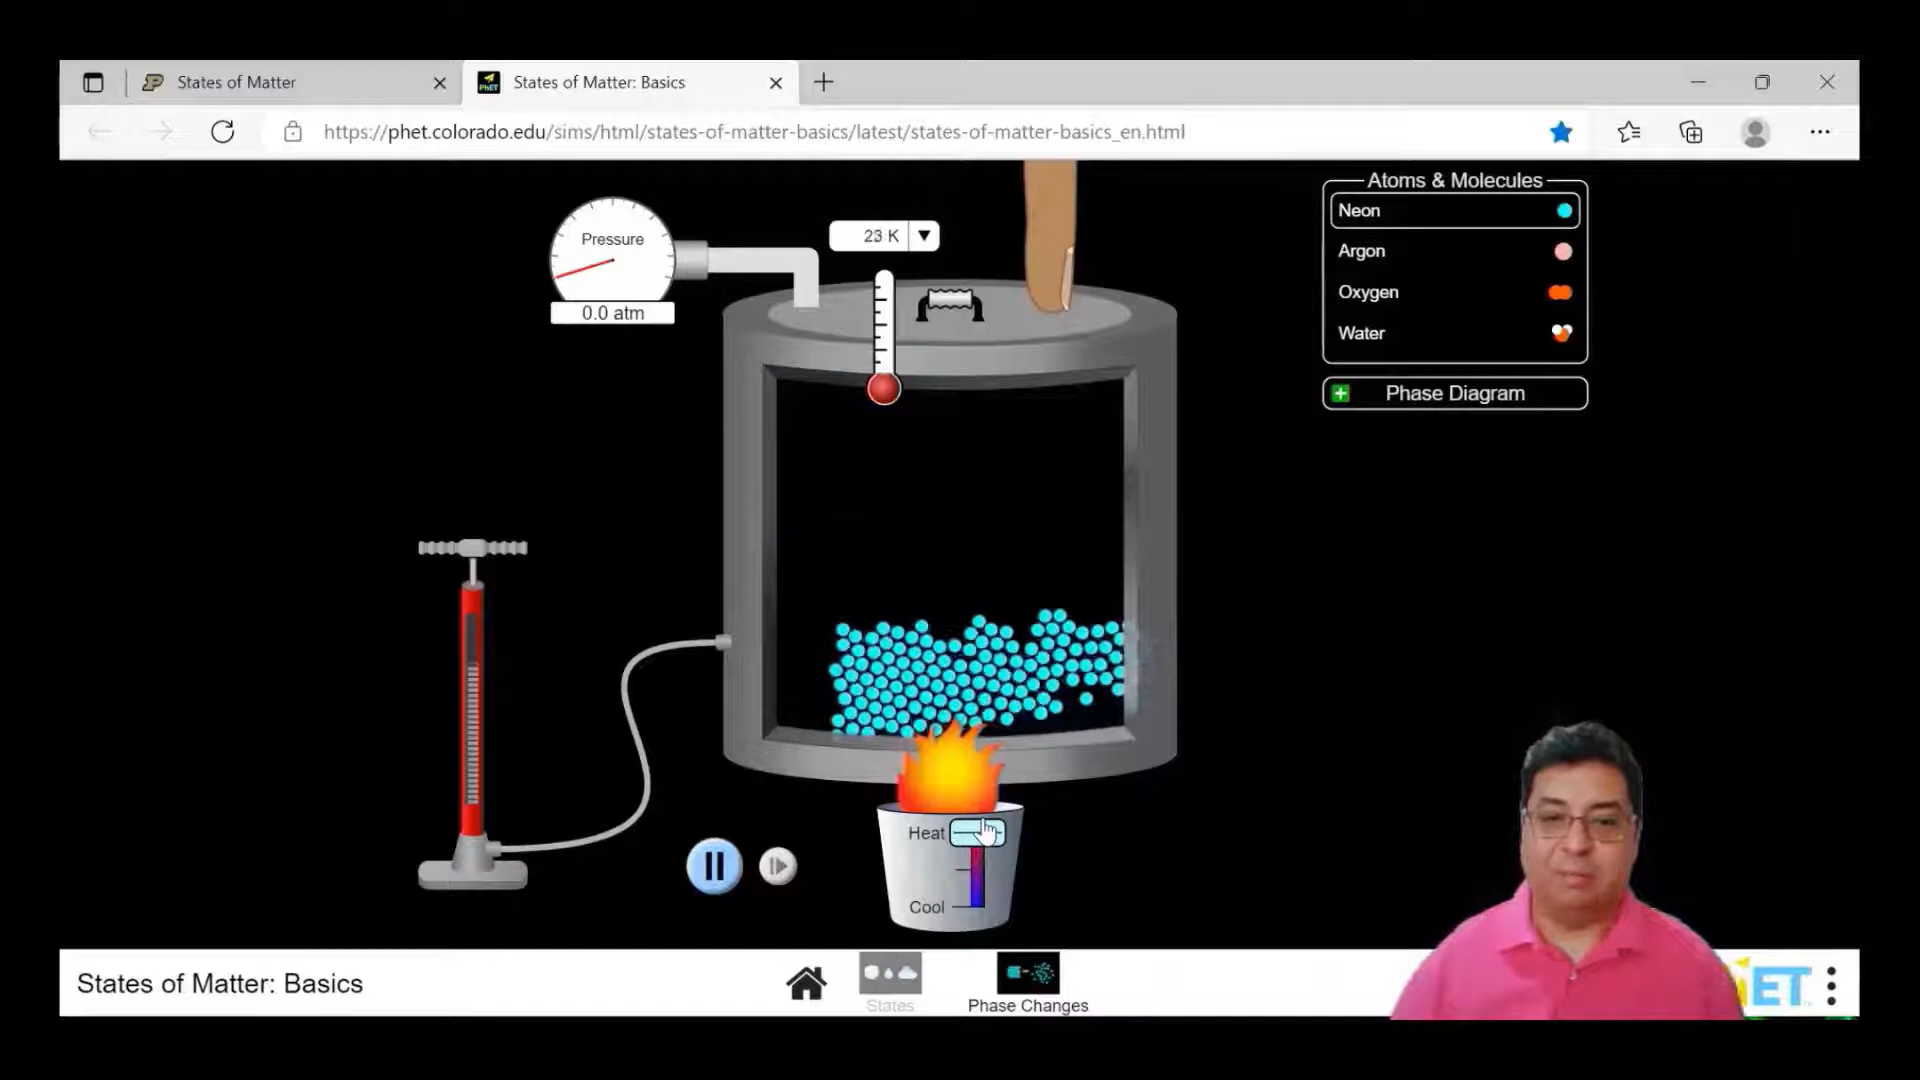 States of Matter
PhET
States of Matter: Basics
https://phet.colorado.edu/sims/html/states-of-matter-basics/latest/states-of-matter-basics_en.html
Pressure
0.0 atm
23 K
Atoms & Molecules
Neon
Argon
Oxygen
Water
Phase Diagram
Heat
Cool
States of Matter: Basics
States
Phase Changes
ET